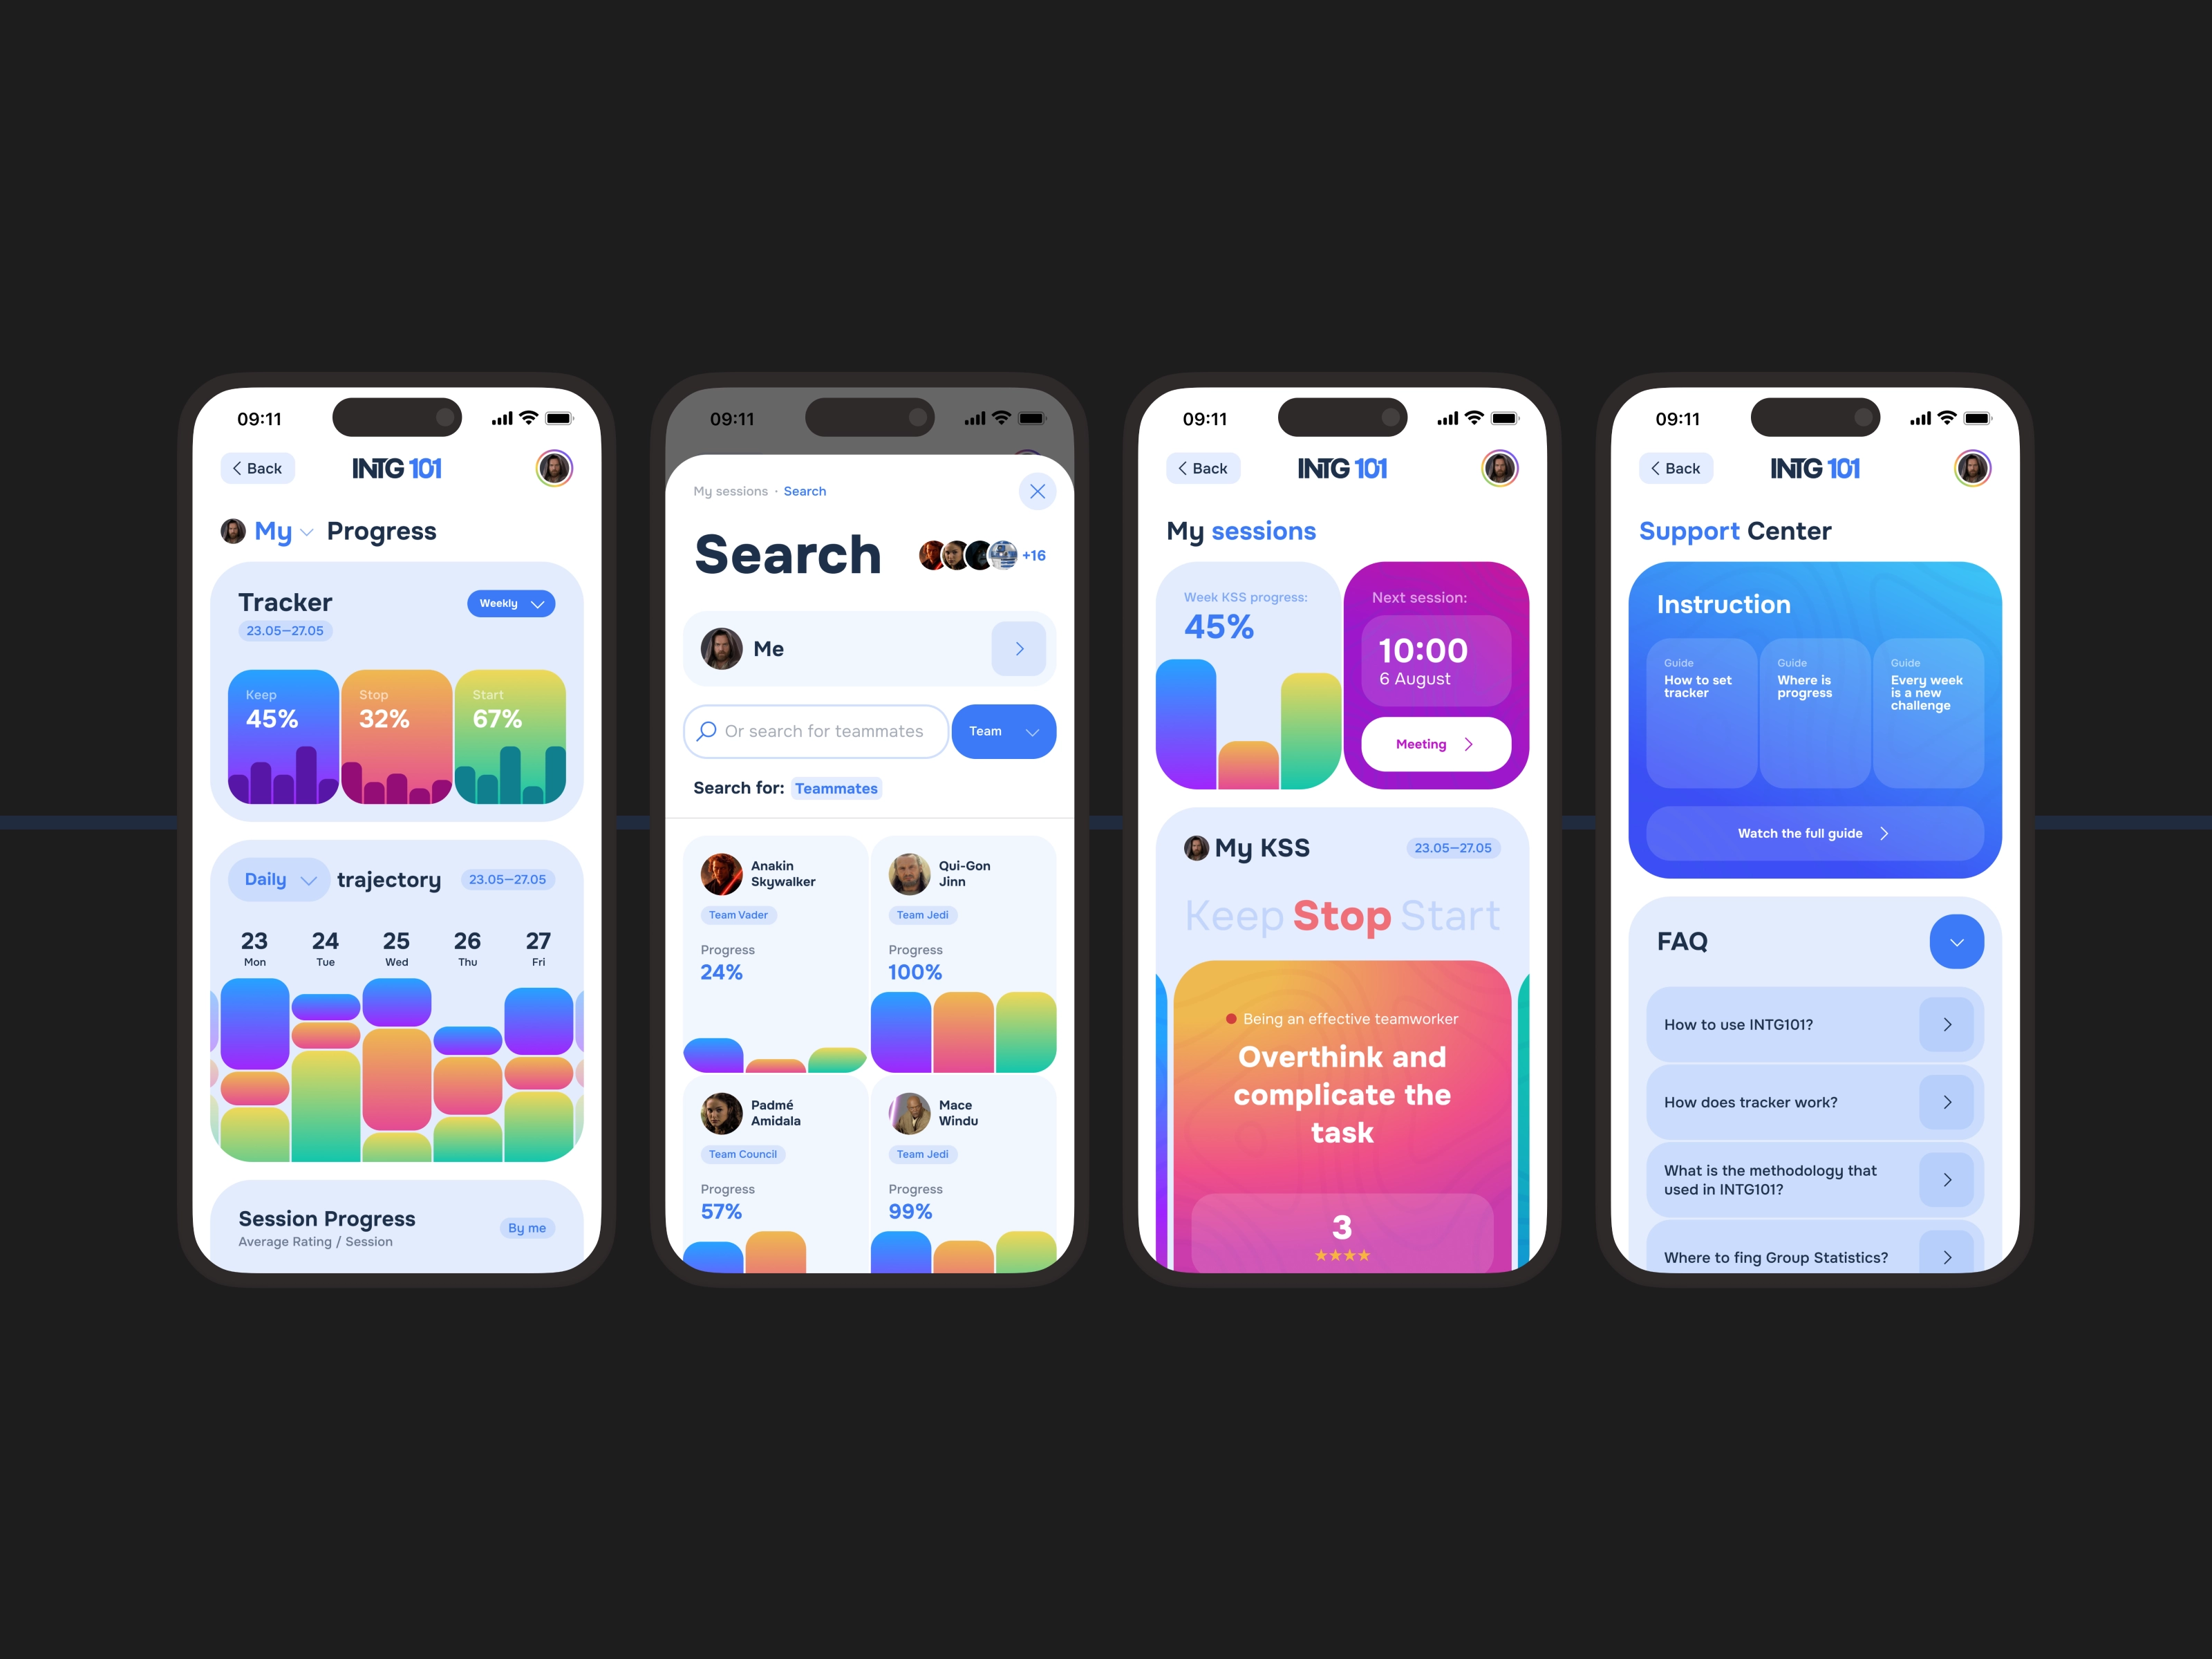 09:11
Back
INTG 101
My Progress
Tracker
Weekly
23.05—27.05
Keep
45%
Stop
32%
Start
67%
Daily trajectory 23.05—27.05
23 24 25 26 27
Mon Tue Wed Thu Fri
Session Progress
Average Rating / Session
By me
09:11
My sessions · Search
Search
+16
Me
Or search for teammates
Team
Search for: Teammates
Anakin
Skywalker
Team Vader
Progress
24%
Qui-Gon
Jinn
Team Jedi
Progress
100%
Padmé
Amidala
Team Council
Progress
57%
Mace
Windu
Team Jedi
Progress
99%
09:11
Back
INTG 101
My sessions
Week KSS progress:
45%
Next session:
10:00
6 August
Meeting
My KSS
23.05—27.05
Keep Stop Start
Being an effective teamworker
Overthink and
complicate the
task
3
09:11
Back
INTG 101
Support Center
Instruction
Guide
How to set
tracker
Guide
Where is
progress
Guide
Every week
is a new
challenge
Watch the full guide
FAQ
How to use INTG101?
How does tracker work?
What is the methodology that
used in INTG101?
Where to fing Group Statistics?